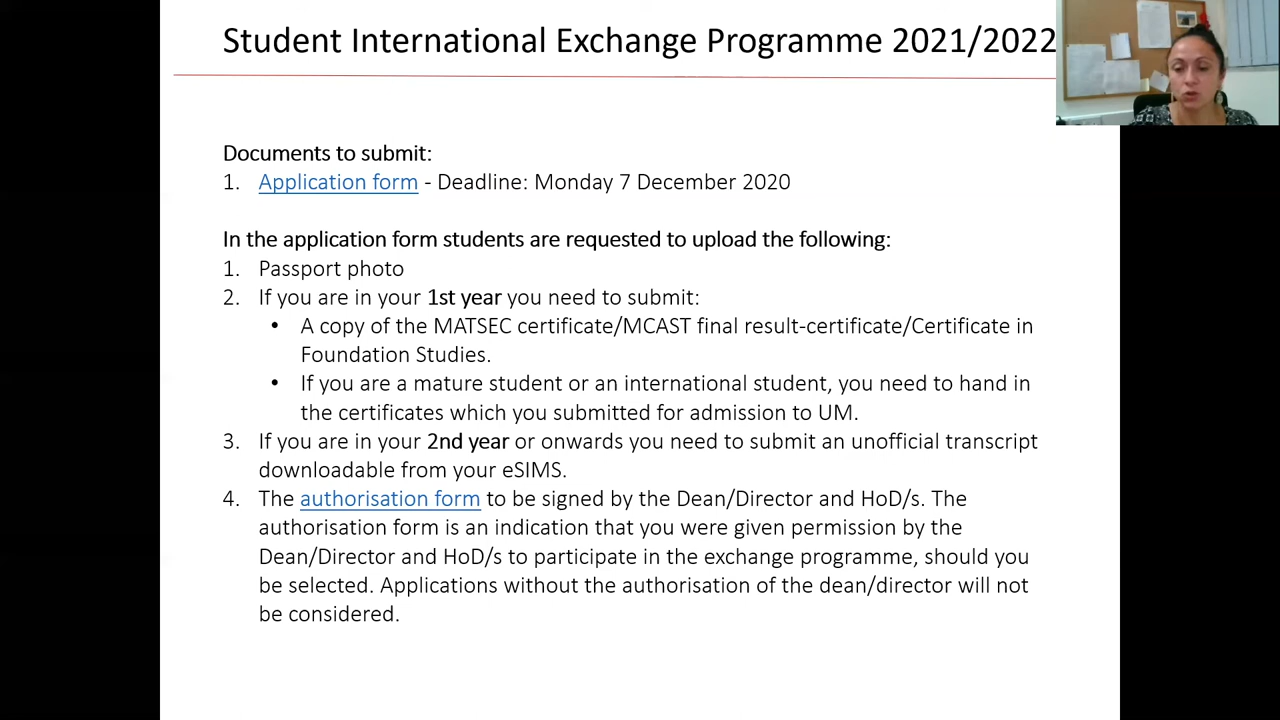 Student International Exchange Programme 2021/2022
Documents to submit:
1. Application form - Deadline: Monday 7 December 2020
In the application form students are requested to upload the following:
1. Passport photo
2. If you are in your 1st year you need to submit:
• A copy of the MATSEC certificate/MCAST final result-certificate/Certificate in
Foundation Studies.
• If you are a mature student or an international student, you need to hand in
the certificates which you submitted for admission to UM.
3. If you are in your 2nd year or onwards you need to submit an unofficial transcript
downloadable from your eSIMS.
4. The authorisation form to be signed by the Dean/Director and HoD/s. The
authorisation form is an indication that you were given permission by the
Dean/Director and HoD/s to participate in the exchange programme, should you
be selected. Applications without the authorisation of the dean/director will not
be considered.